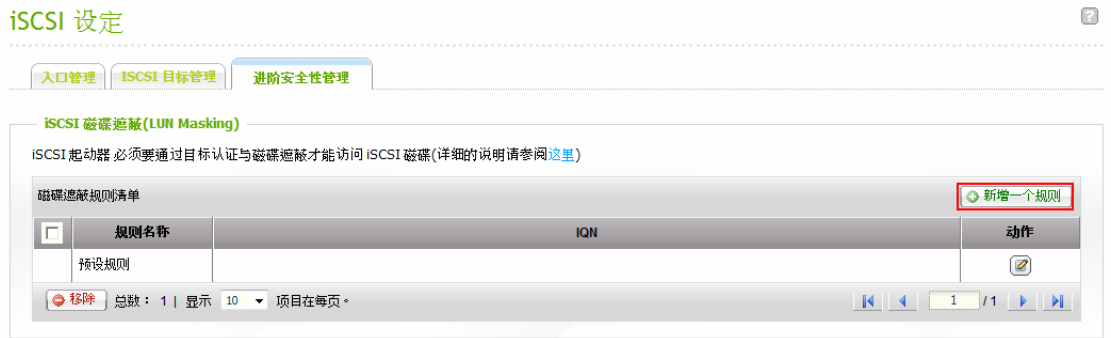 iSCSI 设定
入口管理 ISCSI 目标管理 进阶安全性管理
iSCSI 磁碟遮蔽(LUN Masking)
iSCSI 起动器 必须要通过目标认证与磁碟遮蔽才能访问 iSCSI 磁碟(详细的说明请参阅这里)
磁碟遮蔽规则清单 新增一个规则
规则名称 IQN 动作
预设规则
移除 总数： 1 | 显示 10 项目在每页。 1 / 1